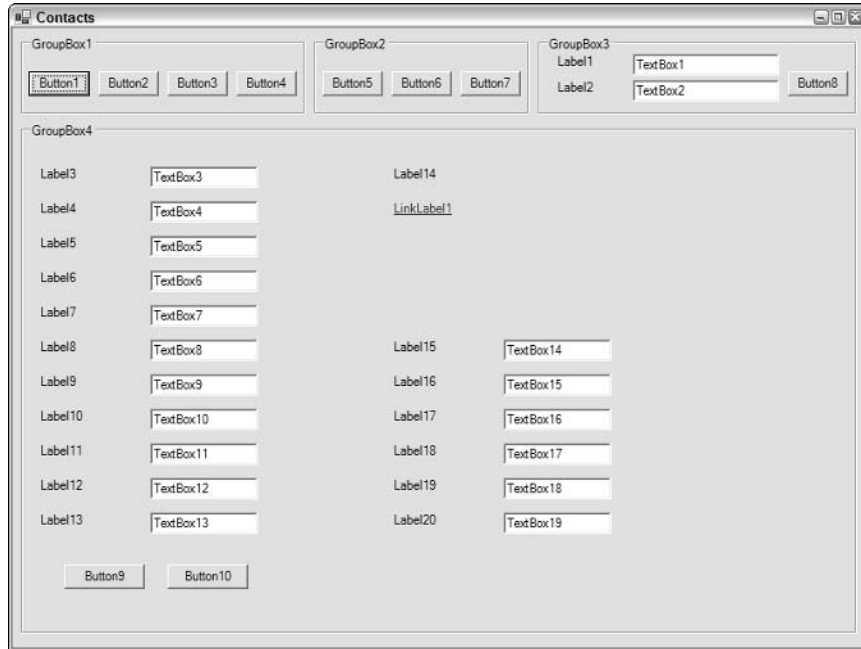 Contacts
GroupBox1
GroupBox2
GroupBox3
Button1 Button2 Button3 Button4
Button5 Button6 Button7
Label1 TextBox1
Label2 TextBox2
Button8
GroupBox4
Label3 TextBox3 Label14
Label4 TextBox4 LinkLabel1
Label5 TextBox5
Label6 TextBox6
Label7 TextBox7
Label8 TextBox8 Label15 TextBox14
Label9 TextBox9 Label16 TextBox15
Label10 TextBox10 Label17 TextBox16
Label11 TextBox11 Label18 TextBox17
Label12 TextBox12 Label19 TextBox18
Label13 TextBox13 Label20 TextBox19
Button9 Button10